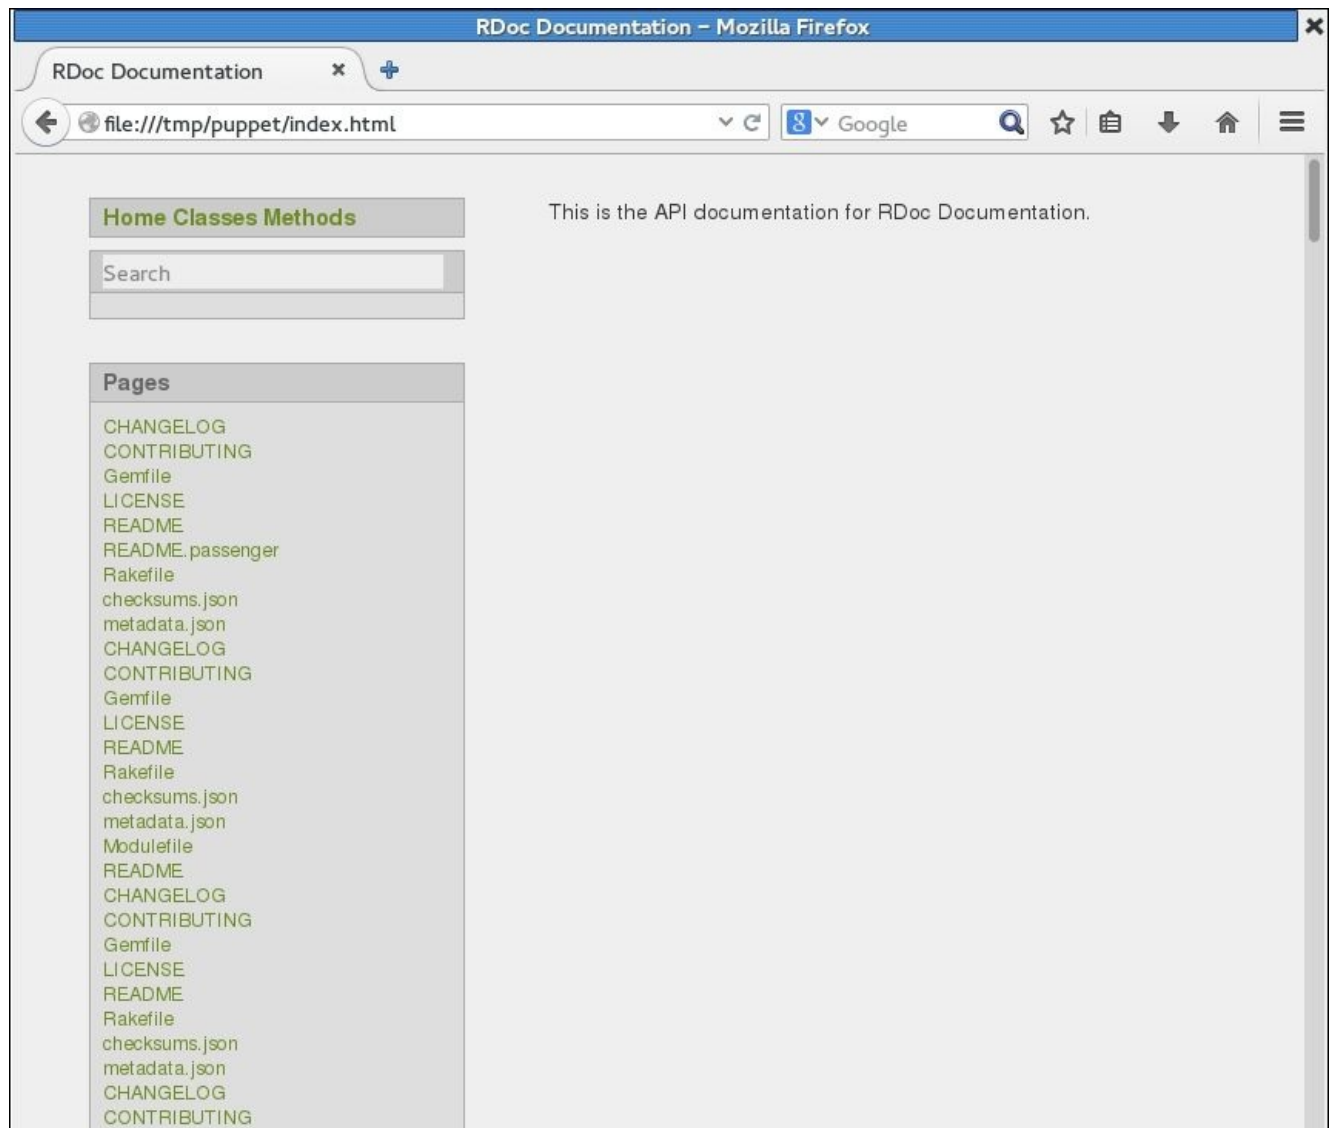 RDoc Documentation – Mozilla Firefox
RDoc Documentation
file:///tmp/puppet/index.html
8 Google
Home Classes Methods
This is the API documentation for RDoc Documentation.
Search
Pages
CHANGELOG
CONTRIBUTING
Gemfile
LICENSE
README
README.passenger
Rakefile
checksums.json
metadata.json
CHANGELOG
CONTRIBUTING
Gemfile
LICENSE
README
Rakefile
checksums.json
metadata.json
Modulefile
README
CHANGELOG
CONTRIBUTING
Gemfile
LICENSE
README
Rakefile
checksums.json
metadata.json
CHANGELOG
CONTRIBUTING